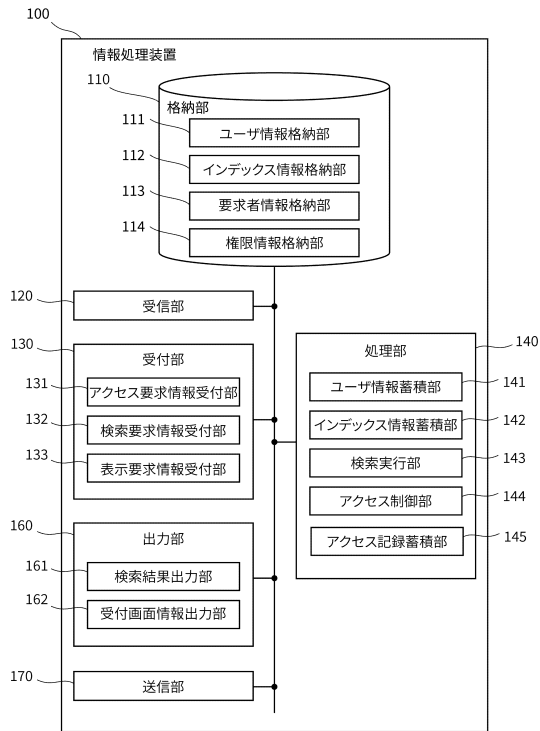 100
情報処理装置
110
格納部
111
ユーザ情報格納部
112
インデックス情報格納部
113
要求者情報格納部
114
権限情報格納部
120
受信部
130
受付部
131
アクセス要求情報受付部
132
検索要求情報受付部
133
表示要求情報受付部
140
処理部
141
ユーザ情報蓄積部
142
インデックス情報蓄積部
143
検索実行部
144
アクセス制御部
145
アクセス記録蓄積部
160
出力部
161
検索結果出力部
162
受付画面情報出力部
170
送信部